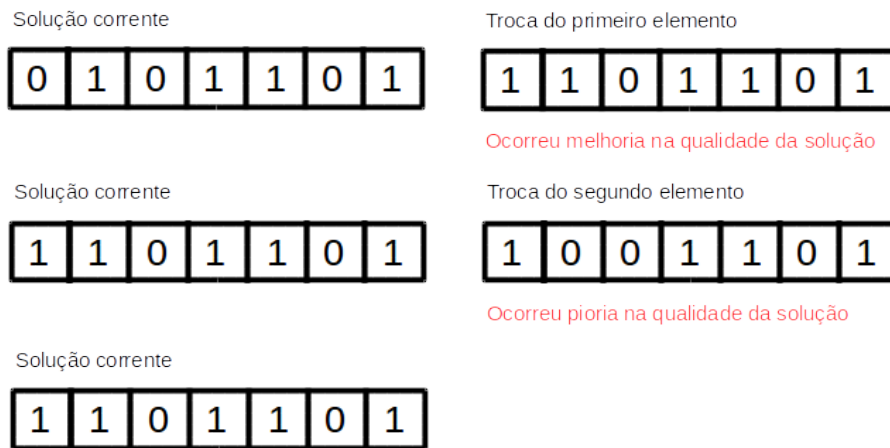 Solução corrente
0 1 0 1 1 0 1
Troca do primeiro elemento
1 1 0 1 1 0 1
Ocorreu melhoria na qualidade da solução
Solução corrente
1 1 0 1 1 0 1
Troca do segundo elemento
1 0 0 1 1 0 1
Ocorreu pioria na qualidade da solução
Solução corrente
1 1 0 1 1 0 1